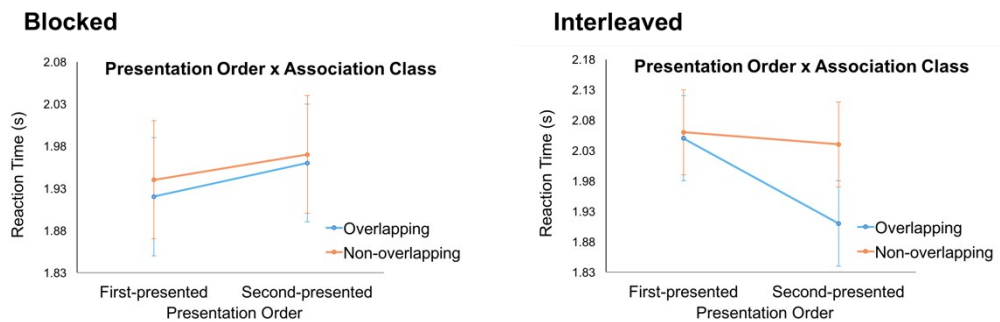 Blocked
Presentation Order x Association Class
Reaction Time (s)
2.08
2.03
1.98
1.93
1.88
1.83
Overlapping
Non-overlapping
First-presented
Second-presented
Presentation Order
Interleaved
Presentation Order x Association Class
Reaction Time (s)
2.18
2.13
2.08
2.03
1.98
1.93
1.88
1.83
Overlapping
Non-overlapping
First-presented
Second-presented
Presentation Order